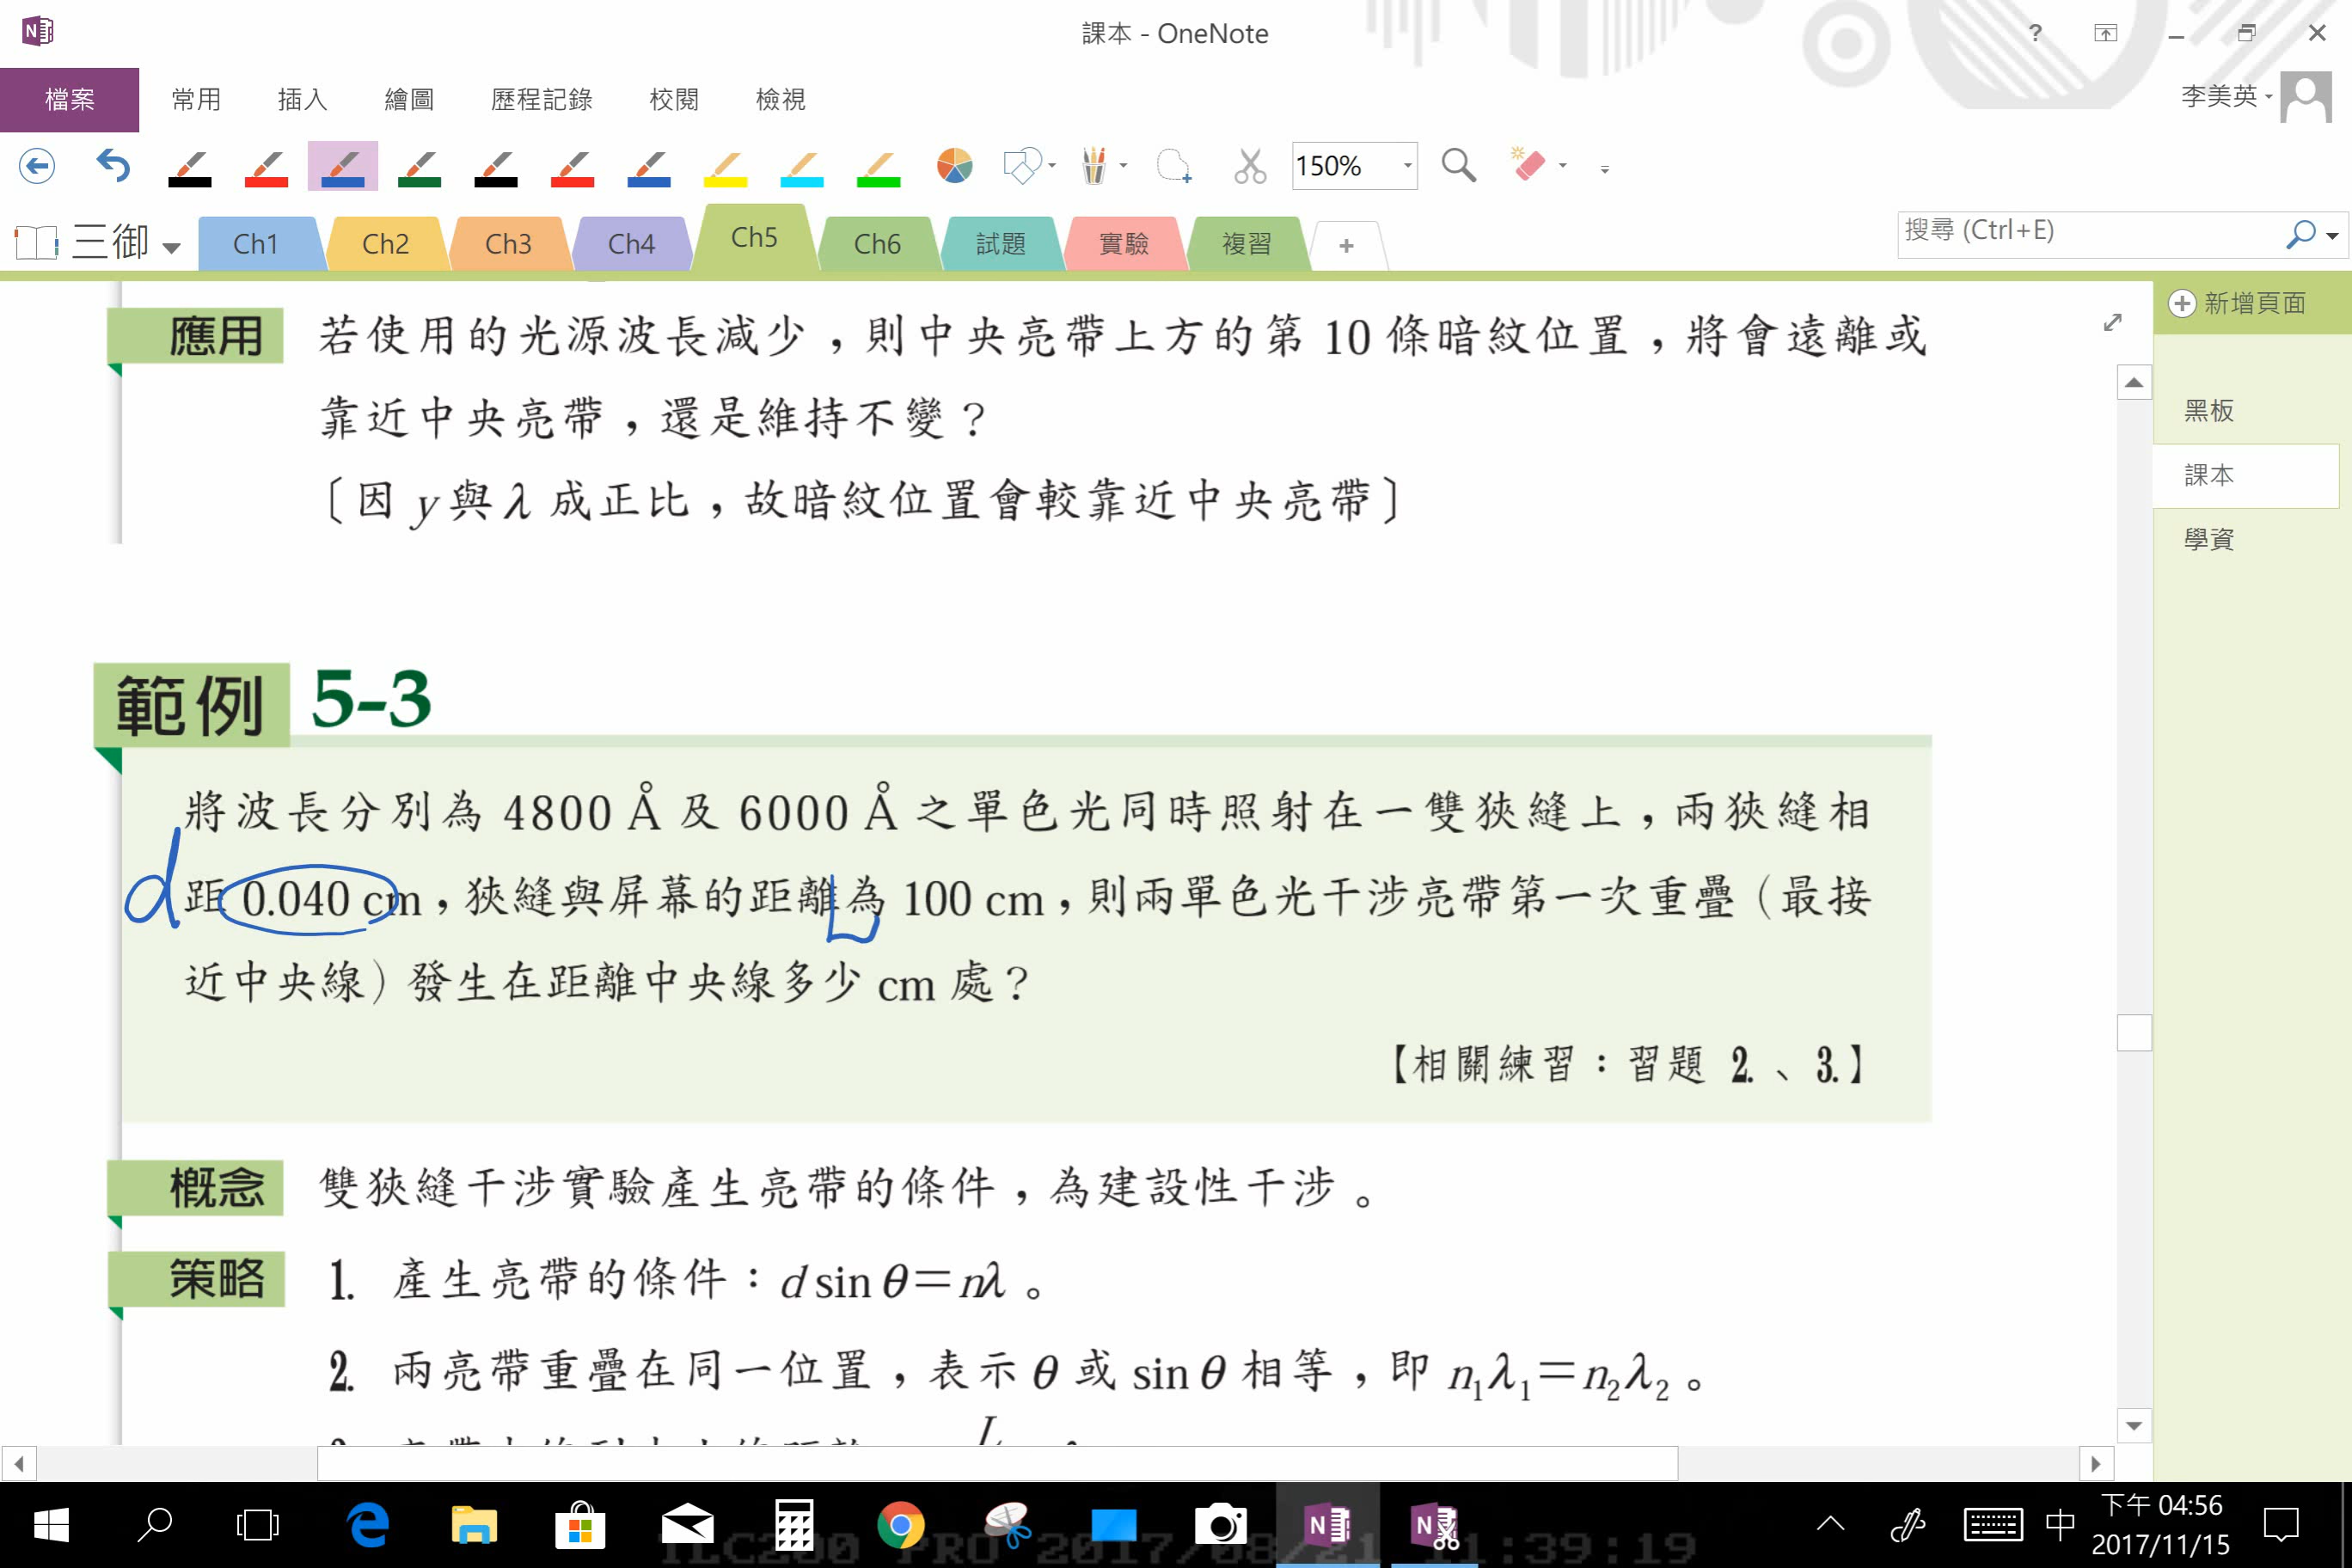 課本 - OneNote
?
檔案 常用 插入 繪圖 歷程記錄 校閱 檢視
李美英
150%
三御 Ch1 Ch2 Ch3 Ch4 Ch5 Ch6 試題 實驗 複習 +
搜尋 (Ctrl+E)
新增頁面
黑板
課本
學資
應用 若使用的光源波長減少，則中央亮帶上方的第 10 條暗紋位置，將會遠離或
靠近中央亮帶，還是維持不變？
〔因 y 與 λ 成正比，故暗紋位置會較靠近中央亮帶〕
範例 5-3
將波長分別為 4800 Å 及 6000 Å 之單色光同時照射在一雙狹縫上，兩狹縫相
d 距 0.040 cm，狹縫與屏幕的距離為 100 cm，則兩單色光干涉亮帶第一次重疊（最接
L
近中央線）發生在距離中央線多少 cm 處？
【相關練習：習題 2.、3.】
概念 雙狹縫干涉實驗產生亮帶的條件，為建設性干涉。
策略 1. 產生亮帶的條件：d sin θ＝nλ。
2. 兩亮帶重疊在同一位置，表示 θ 或 sin θ 相等，即 n₁λ₁＝n₂λ₂。
L
中 下午 04:56
2017/11/15
ILC200 PRO 2017/08/21 11:39:19